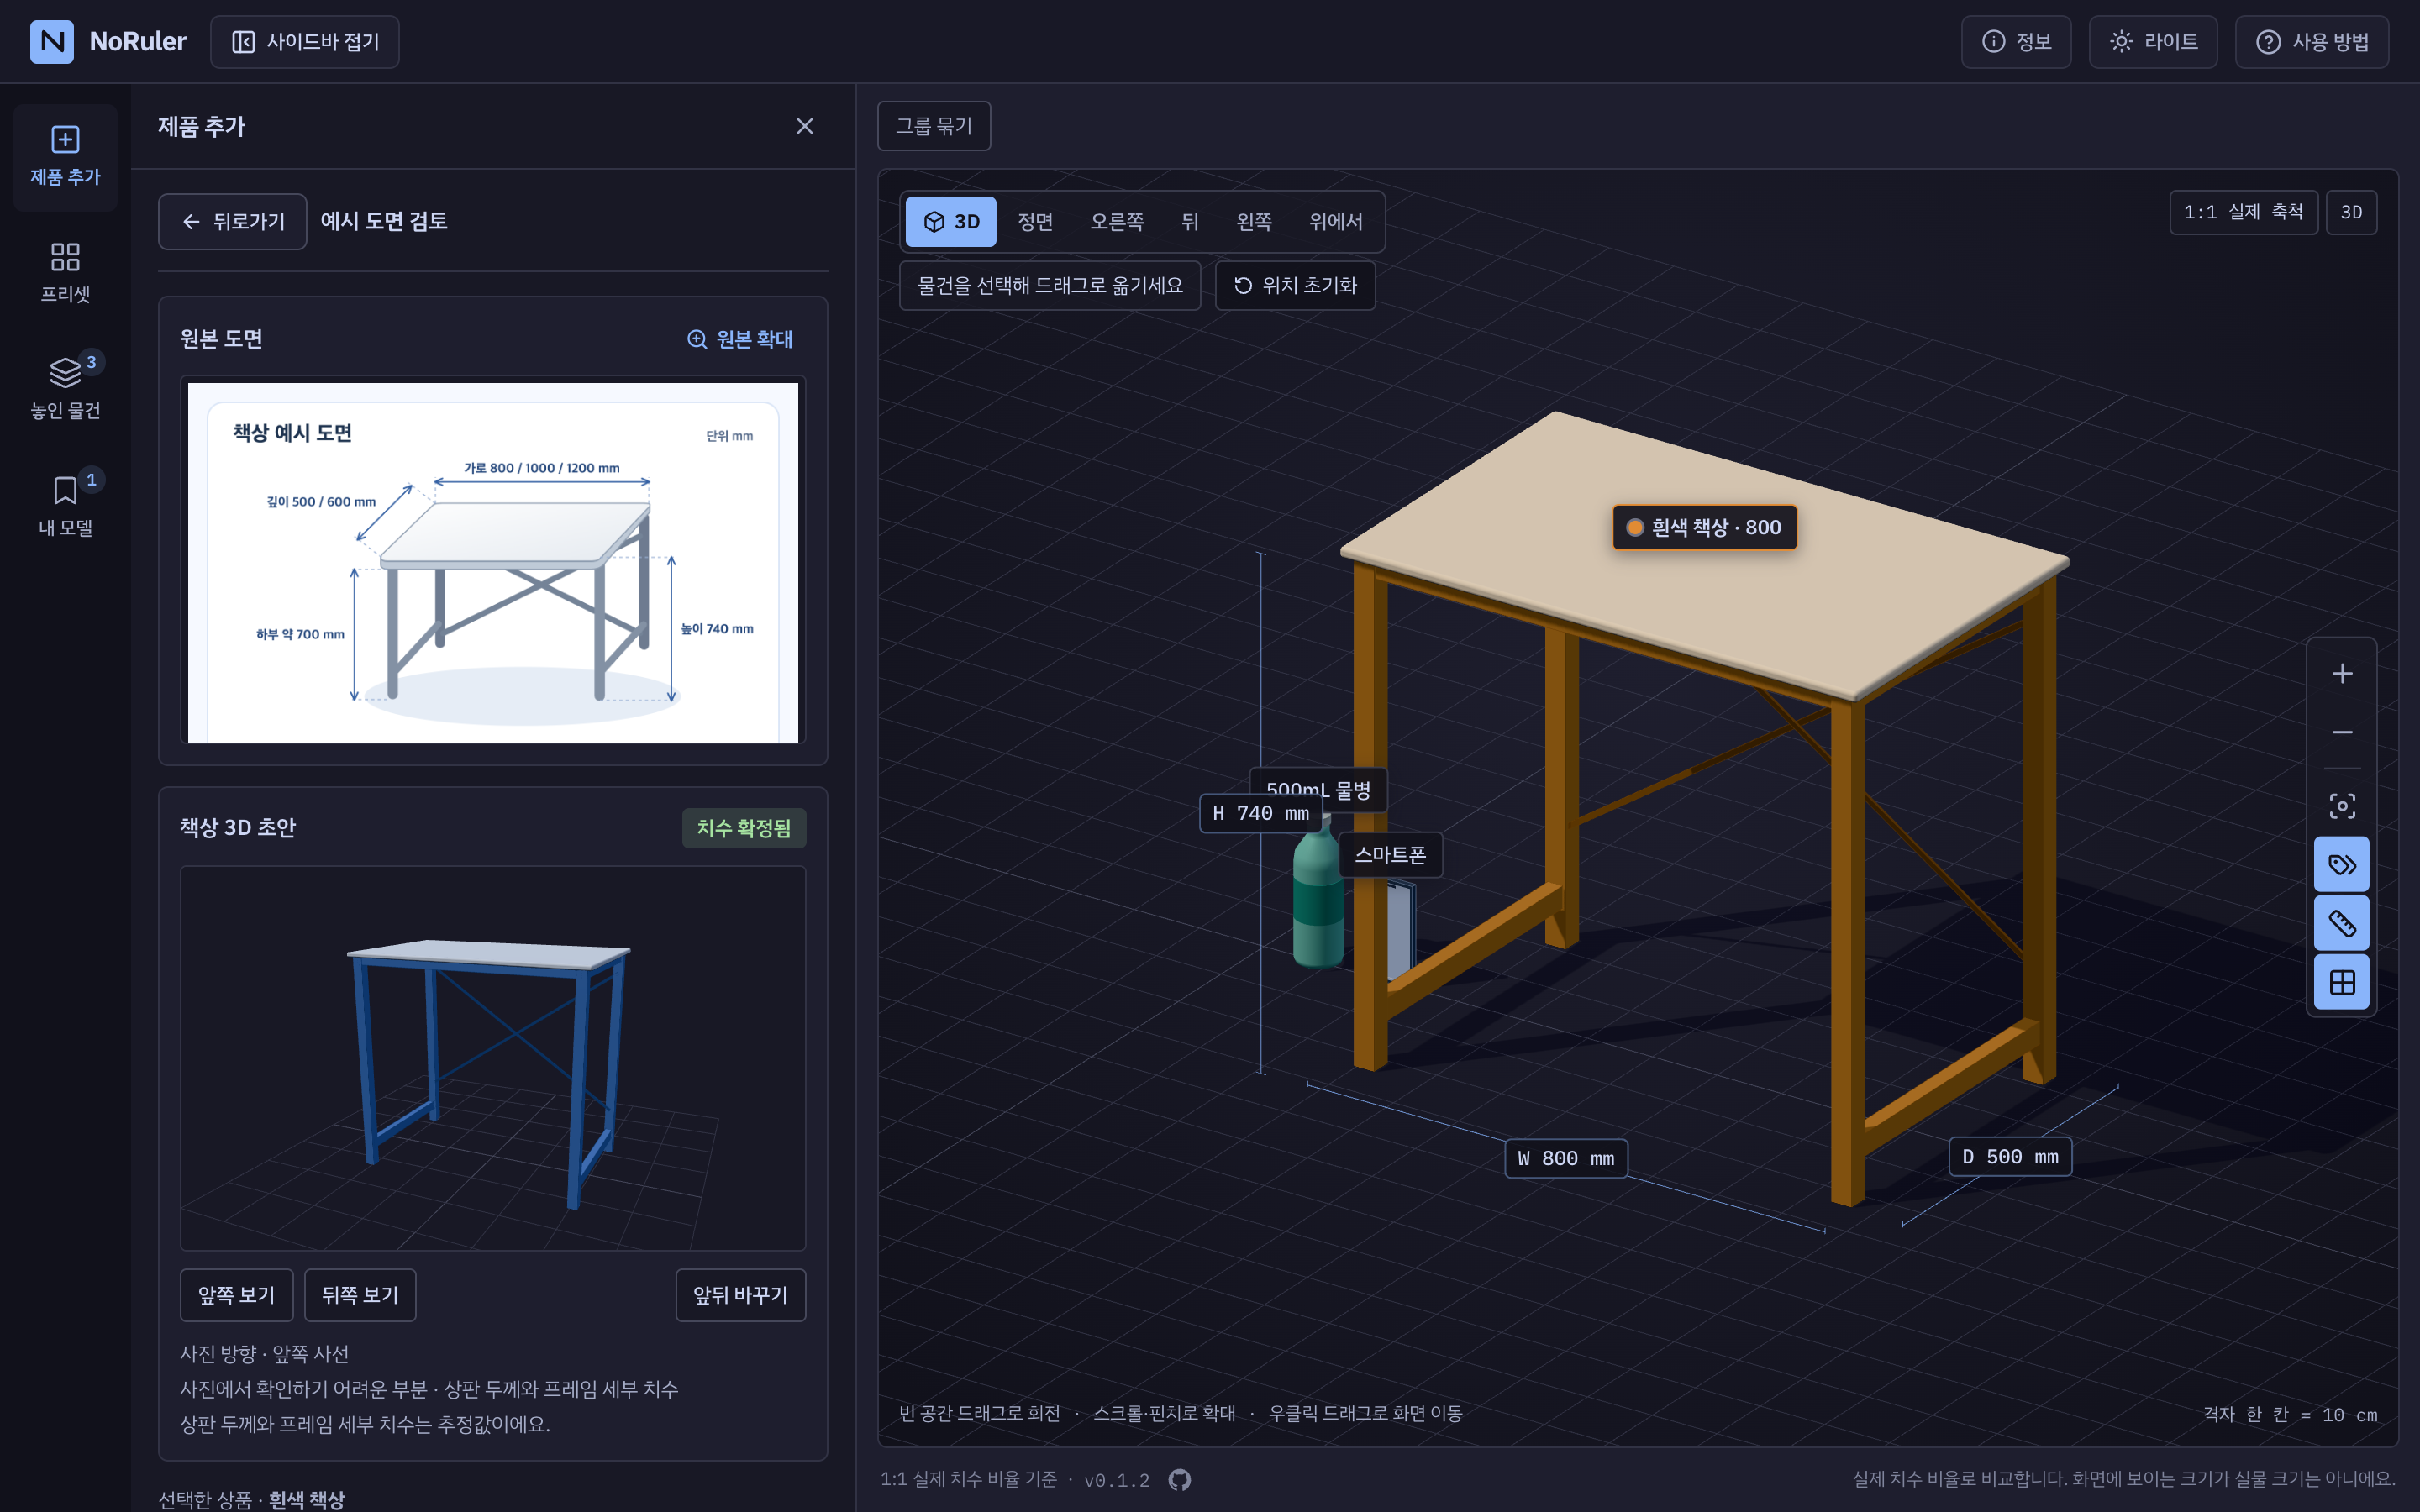 NoRuler
사이드바 접기
정보
라이트
사용 방법
제품 추가
프리셋
3
놓인 물건
1
내 모델
제품 추가
뒤로가기
예시 도면 검토
원본 도면
원본 확대
책상 예시 도면
단위 mm
가로 800 / 1000 / 1200 mm
깊이 500 / 600 mm
하부 약 700 mm
높이 740 mm
책상 3D 초안
치수 확정됨
앞쪽 보기
뒤쪽 보기
앞뒤 바꾸기
사진 방향 · 앞쪽 사선
사진에서 확인하기 어려운 부분 · 상판 두께와 프레임 세부 치수
상판 두께와 프레임 세부 치수는 추정값이에요.
선택한 상품 · 흰색 책상
그룹 묶기
3D
정면
오른쪽
뒤
왼쪽
위에서
1:1 실제 축척
3D
물건을 선택해 드래그로 옮기세요
위치 초기화
흰색 책상 · 800
500mL 물병
H 740 mm
스마트폰
W 800 mm
D 500 mm
빈 공간 드래그로 회전 · 스크롤·핀치로 확대 · 우클릭 드래그로 화면 이동
격자 한 칸 = 10 cm
1:1 실제 치수 비율 기준 · v0.1.2
실제 치수 비율로 비교합니다. 화면에 보이는 크기가 실물 크기는 아니에요.